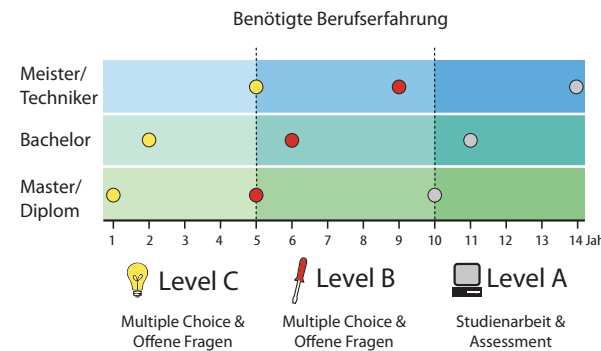 Benötigte Berufserfahrung
Meister/
Techniker
Bachelor
Master/
Diplom
1 2 3 4 5 6 7 8 9 10 11 12 13 14 Jah
Level C Level B Level A
Multiple Choice & Multiple Choice & Studienarbeit &
Offene Fragen Offene Fragen Assessment